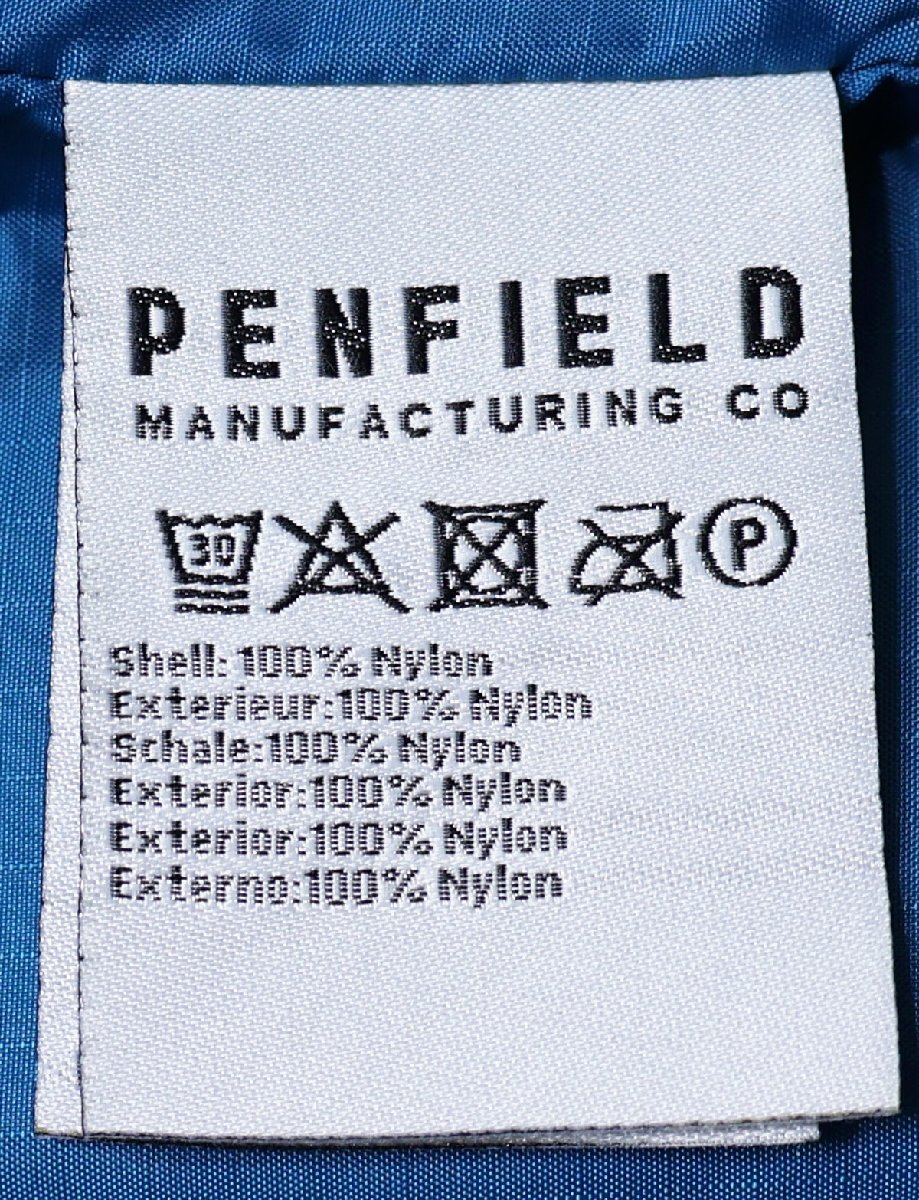 PENFIELD
MANUFACTURING CO
30 P
Shell: 100% Nylon
Exterieur:100% Nylon
Schale:100% Nylon
Exterior:100% Nylon
Exterior:100% Nylon
Externo:100% Nylon